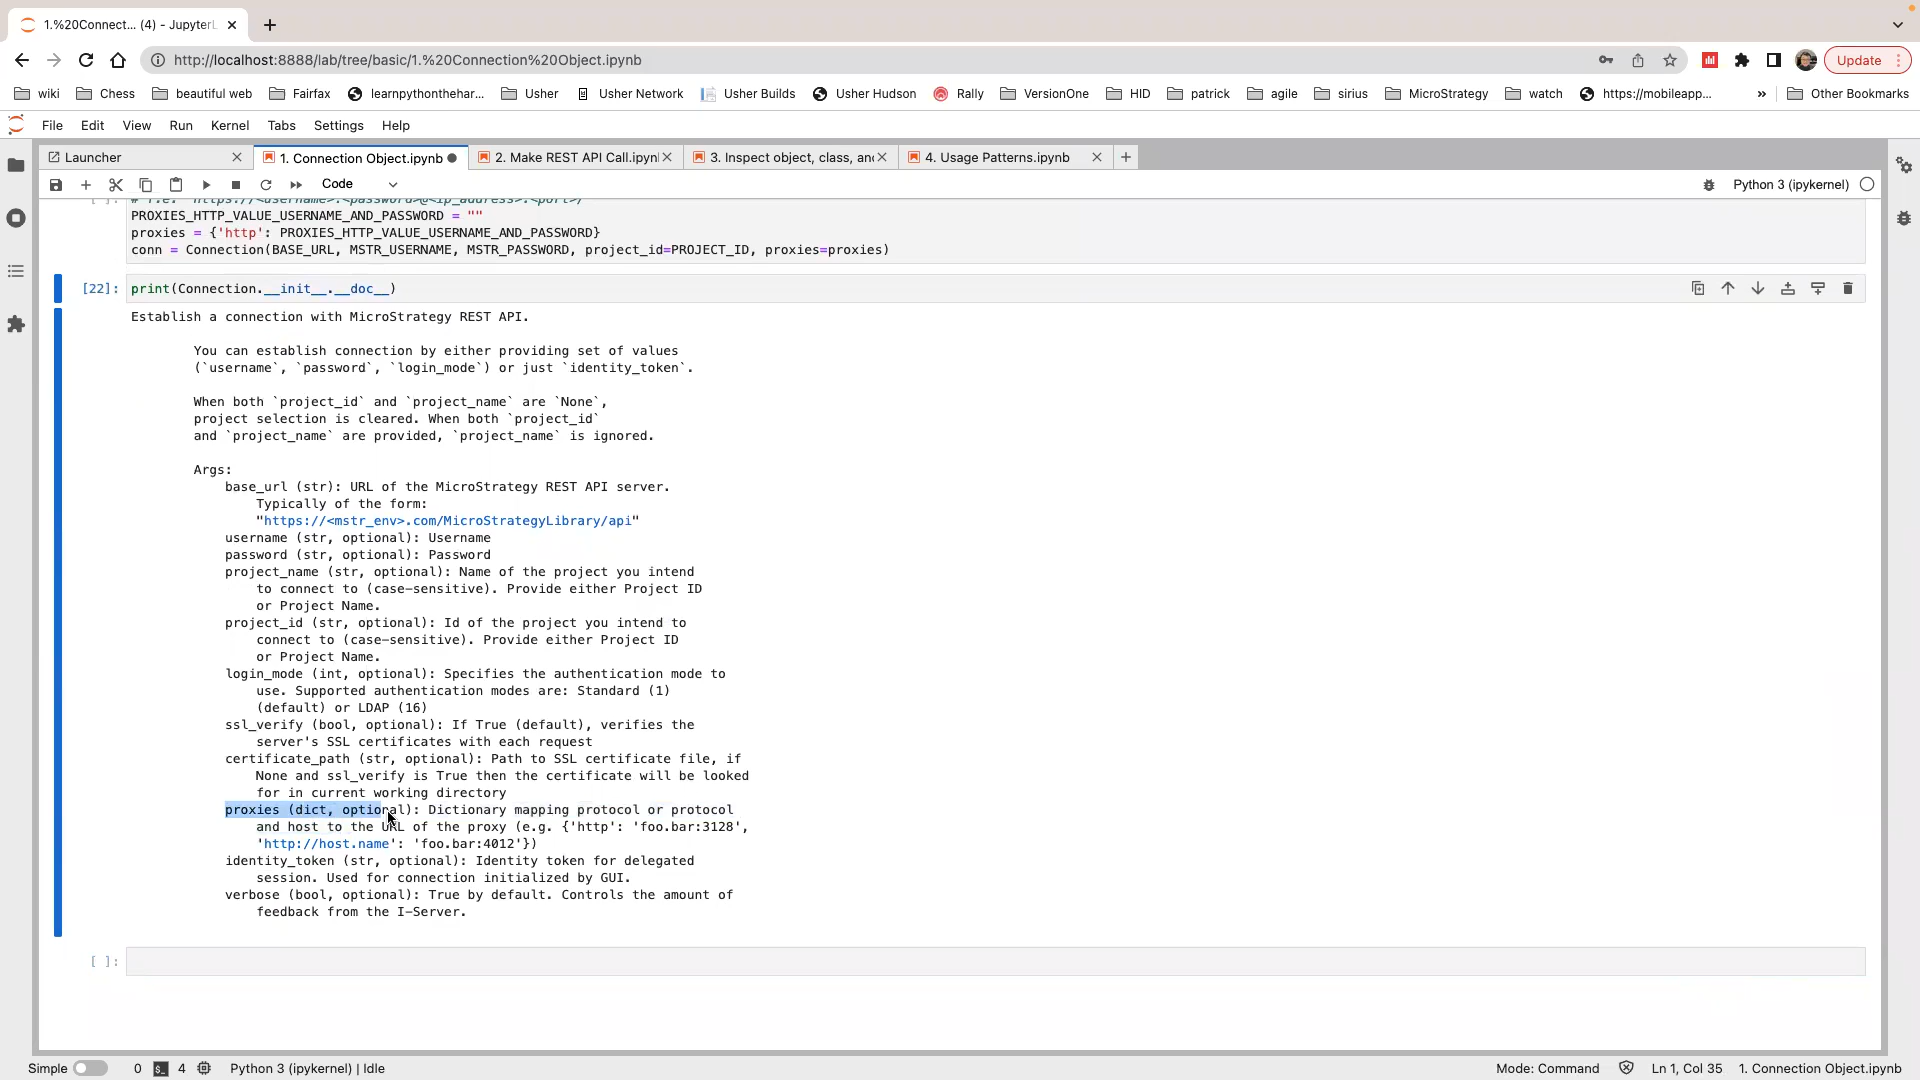 1.%20Connect... (4) - JupyterL
http://localhost:8888/lab/tree/basic/1.%20Connection%20Object.ipynb
Update
wiki Chess beautiful web Fairfax learnpythonthehar... Usher Usher Network Usher Builds Usher Hudson Rally VersionOne HID patrick agile sirius MicroStrategy watch https://mobileapp... » Other Bookmarks
File Edit View Run Kernel Tabs Settings Help
Launcher 1. Connection Object.ipynb 2. Make REST API Call.ipyn 3. Inspect object, class, an 4. Usage Patterns.ipynb
Code Python 3 (ipykernel)
[ ]: # i.e. 'https://<username>:<password>@<ip_address>:<port>/'
PROXIES_HTTP_VALUE_USERNAME_AND_PASSWORD = ""
proxies = {'http': PROXIES_HTTP_VALUE_USERNAME_AND_PASSWORD}
conn = Connection(BASE_URL, MSTR_USERNAME, MSTR_PASSWORD, project_id=PROJECT_ID, proxies=proxies)
[22]: print(Connection.__init__.__doc__)
Establish a connection with MicroStrategy REST API.
You can establish connection by either providing set of values
(`username`, `password`, `login_mode`) or just `identity_token`.
When both `project_id` and `project_name` are `None`,
project selection is cleared. When both `project_id`
and `project_name` are provided, `project_name` is ignored.
Args:
base_url (str): URL of the MicroStrategy REST API server.
Typically of the form:
"https://<mstr_env>.com/MicroStrategyLibrary/api"
username (str, optional): Username
password (str, optional): Password
project_name (str, optional): Name of the project you intend
to connect to (case-sensitive). Provide either Project ID
or Project Name.
project_id (str, optional): Id of the project you intend to
connect to (case-sensitive). Provide either Project ID
or Project Name.
login_mode (int, optional): Specifies the authentication mode to
use. Supported authentication modes are: Standard (1)
(default) or LDAP (16)
ssl_verify (bool, optional): If True (default), verifies the
server's SSL certificates with each request
certificate_path (str, optional): Path to SSL certificate file, if
None and ssl_verify is True then the certificate will be looked
for in current working directory
proxies (dict, optional): Dictionary mapping protocol or protocol
and host to the URL of the proxy (e.g. {'http': 'foo.bar:3128',
'http://host.name': 'foo.bar:4012'})
identity_token (str, optional): Identity token for delegated
session. Used for connection initialized by GUI.
verbose (bool, optional): True by default. Controls the amount of
feedback from the I-Server.
[ ]:
Simple 0 4 Python 3 (ipykernel) | Idle Mode: Command Ln 1, Col 35 1. Connection Object.ipynb